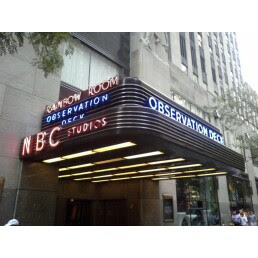 RAINBOW ROOM
OBSERVATION
DECK
NBC STUDIOS
OBSERVATION DECK